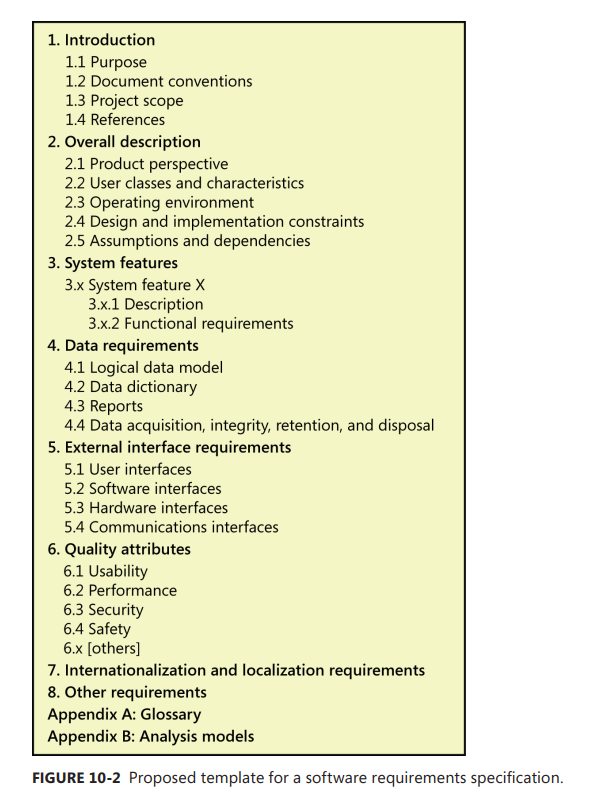 1. Introduction
1.1 Purpose
1.2 Document conventions
1.3 Project scope
1.4 References
2. Overall description
2.1 Product perspective
2.2 User classes and characteristics
2.3 Operating environment
2.4 Design and implementation constraints
2.5 Assumptions and dependencies
3. System features
3.x System feature X
3.x.1 Description
3.x.2 Functional requirements
4. Data requirements
4.1 Logical data model
4.2 Data dictionary
4.3 Reports
4.4 Data acquisition, integrity, retention, and disposal
5. External interface requirements
5.1 User interfaces
5.2 Software interfaces
5.3 Hardware interfaces
5.4 Communications interfaces
6. Quality attributes
6.1 Usability
6.2 Performance
6.3 Security
6.4 Safety
6.x [others]
7. Internationalization and localization requirements
8. Other requirements
Appendix A: Glossary
Appendix B: Analysis models
FIGURE 10-2 Proposed template for a software requirements specification.